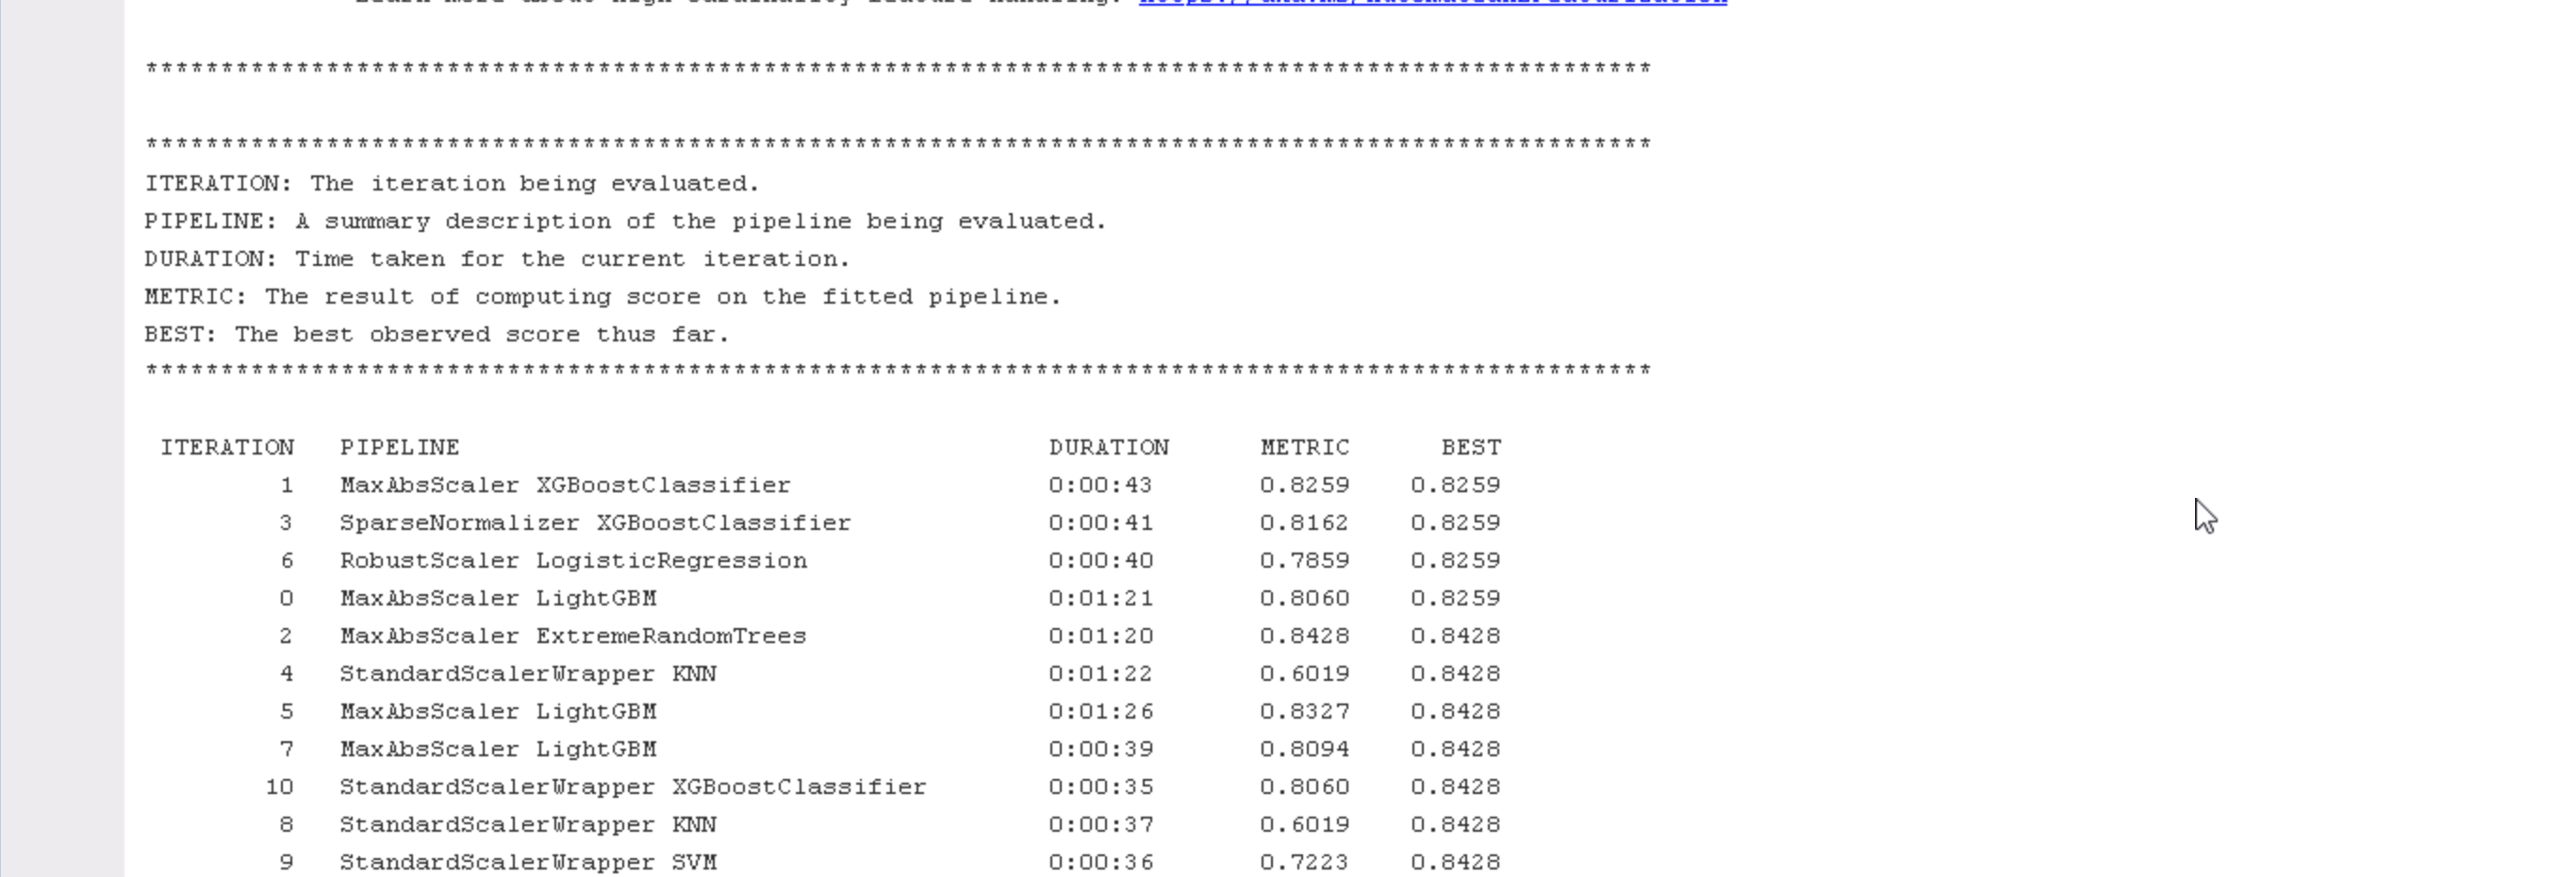 ****************************************************************************************************
****************************************************************************************************
ITERATION: The iteration being evaluated.
PIPELINE: A summary description of the pipeline being evaluated.
DURATION: Time taken for the current iteration.
METRIC: The result of computing score on the fitted pipeline.
BEST: The best observed score thus far.
****************************************************************************************************
ITERATION PIPELINE DURATION METRIC BEST
1 MaxAbsScaler XGBoostClassifier 0:00:43 0.8259 0.8259
3 SparseNormalizer XGBoostClassifier 0:00:41 0.8162 0.8259
6 RobustScaler LogisticRegression 0:00:40 0.7859 0.8259
0 MaxAbsScaler LightGBM 0:01:21 0.8060 0.8259
2 MaxAbsScaler ExtremeRandomTrees 0:01:20 0.8428 0.8428
4 StandardScalerWrapper KNN 0:01:22 0.6019 0.8428
5 MaxAbsScaler LightGBM 0:01:26 0.8327 0.8428
7 MaxAbsScaler LightGBM 0:00:39 0.8094 0.8428
10 StandardScalerWrapper XGBoostClassifier 0:00:35 0.8060 0.8428
8 StandardScalerWrapper KNN 0:00:37 0.6019 0.8428
9 StandardScalerWrapper SVM 0:00:36 0.7223 0.8428